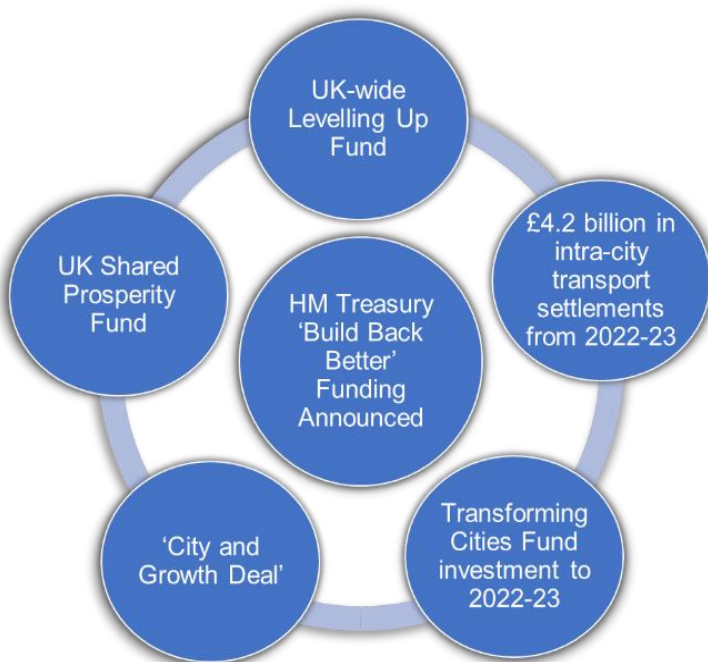 UK-wide
Levelling Up
Fund
£4.2 billion in
intra-city
transport
settlements
from 2022-23
UK Shared
Prosperity
Fund
HM Treasury
‘Build Back
Better’
Funding
Announced
Transforming
Cities Fund
investment to
2022-23
‘City and
Growth Deal’